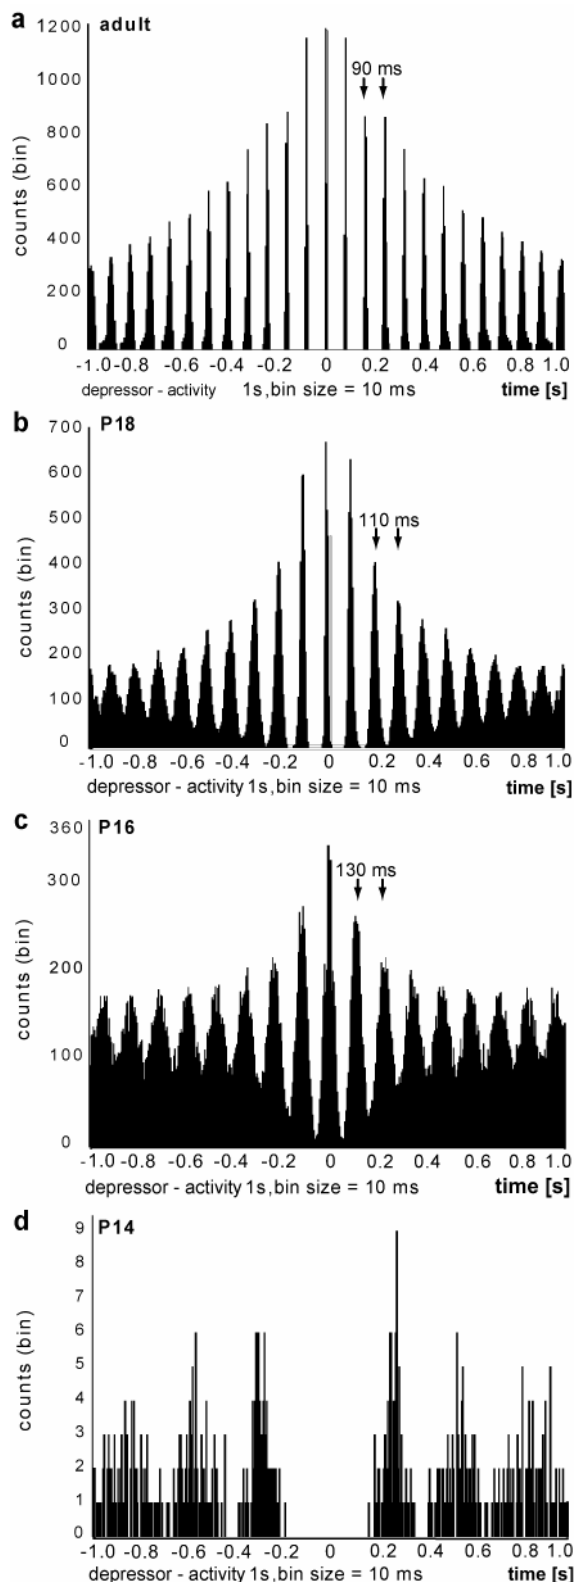 a adult
1200
1000
800
600
400
200
0
counts (bin)
90 ms
-1.0 -0.8 -0.6 -0.4 -0.2 0 0.2 0.4 0.6 0.8 1.0
depressor - activity 1s,bin size = 10 ms time [s]
b P18
700
600
500
400
300
200
100
0
counts (bin)
110 ms
-1.0 -0.8 -0.6 -0.4 -0.2 0 0.2 0.4 0.6 0.8 1.0
depressor - activity 1s,bin size = 10 ms time [s]
c P16
360
300
200
100
0
counts (bin)
130 ms
-1.0 -0.8 -0.6 -0.4 -0.2 0 0.2 0.4 0.6 0.8 1.0
depressor - activity 1s,bin size = 10 ms time [s]
d P14
9
8
7
6
5
4
3
2
1
0
counts (bin)
-1.0 -0.8 -0.6 -0.4 -0.2 0 0.2 0.4 0.6 0.8 1.0
depressor - activity 1s,bin size = 10 ms time [s]